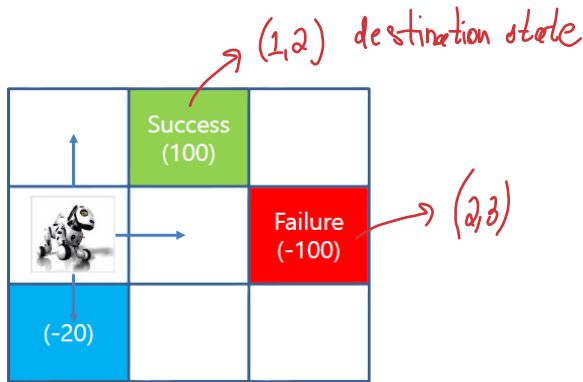 (1,2) destination state
Success
(100)
Failure
(-100)
(2,3)
(-20)